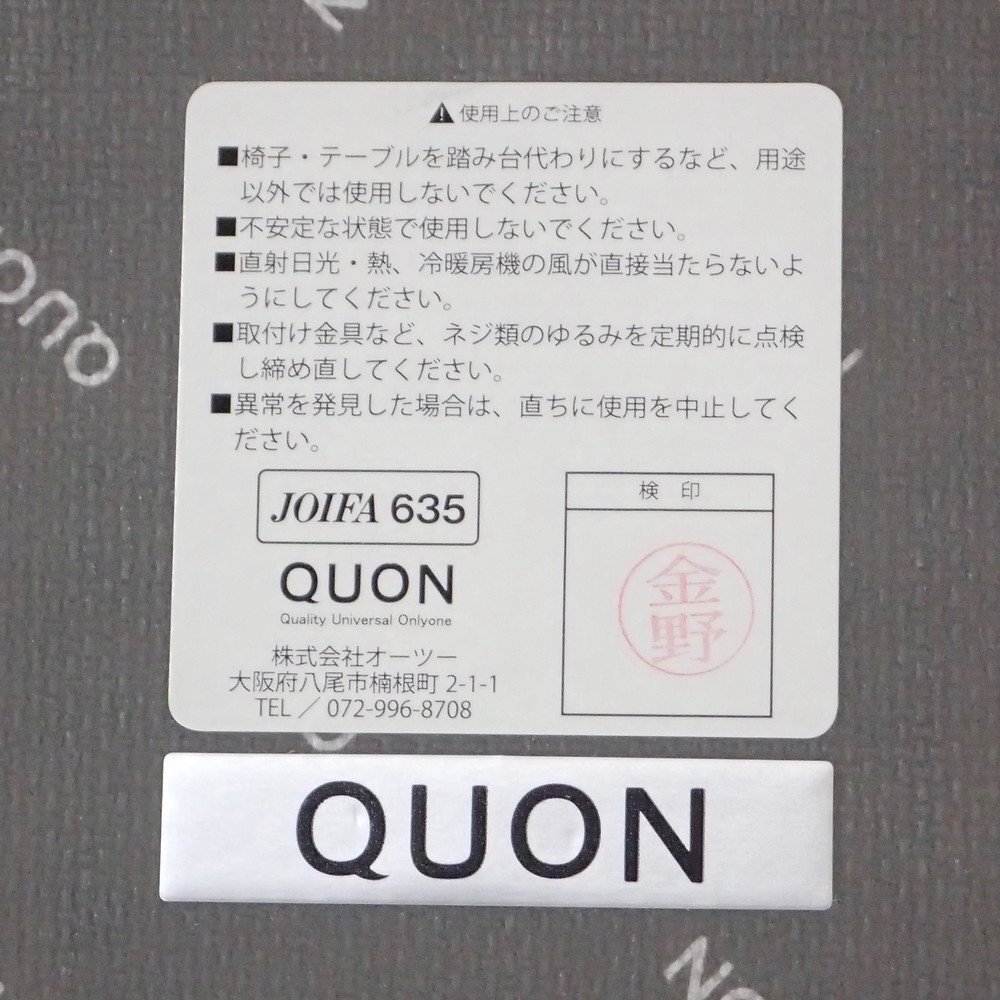 ⚠使用上のご注意
■椅子・テーブルを踏み台代わりにするなど、用途
以外では使用しないでください。
■不安定な状態で使用しないでください。
■直射日光・熱、冷暖房機の風が直接当たらないよ
うにしてください。
■取付け金具など、ネジ類のゆるみを定期的に点検
し締め直してください。
■異常を発見した場合は、直ちに使用を中止してく
ださい。
JOIFA 635
QUON
Quality Universal Onlyone
株式会社オーツー
大阪府八尾市楠根町 2-1-1
TEL ／ 072-996-8708
検 印
金野
QUON